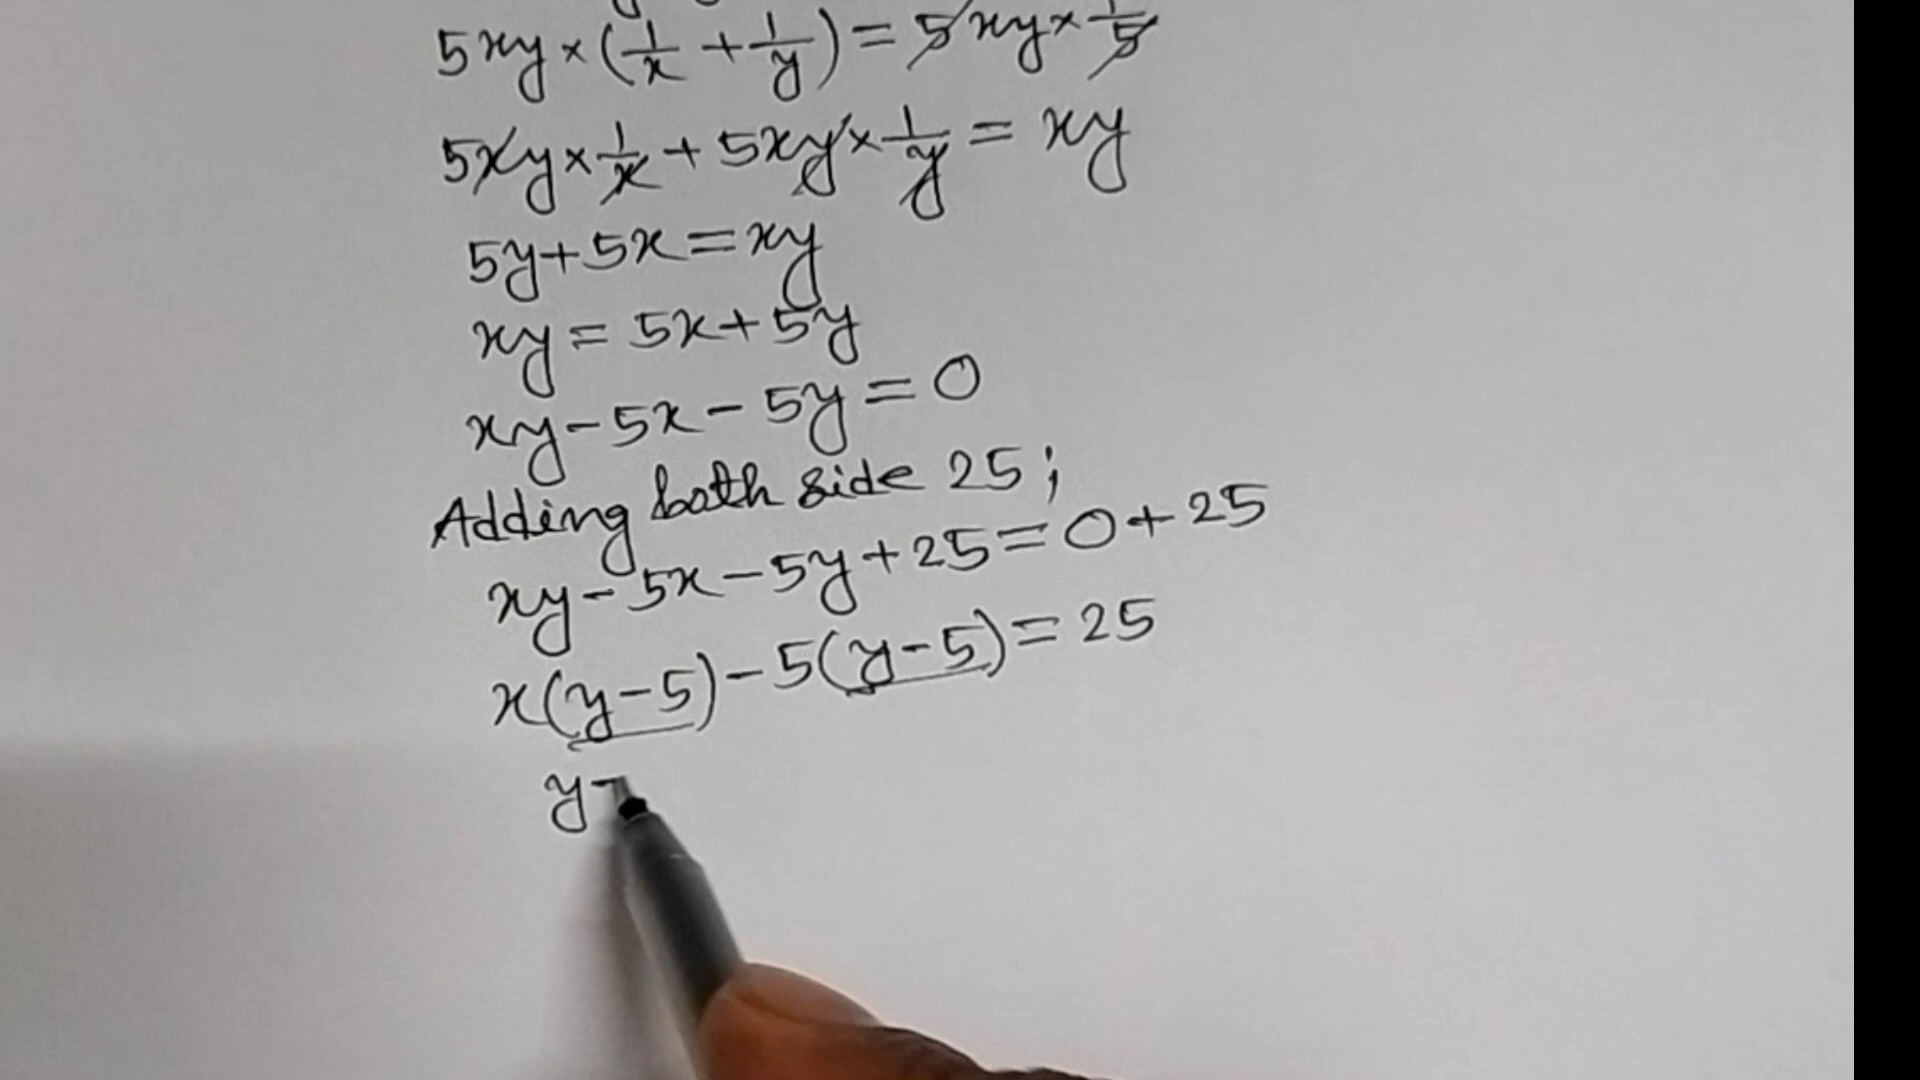 5xy × (1/x + 1/y) = 5xy × 1/5
5xy × 1/x + 5xy × 1/y = xy
5y + 5x = xy
xy = 5x + 5y
xy - 5x - 5y = 0
Adding both side 25;
xy - 5x - 5y + 25 = 0 + 25
x(y - 5) - 5(y - 5) = 25
y -